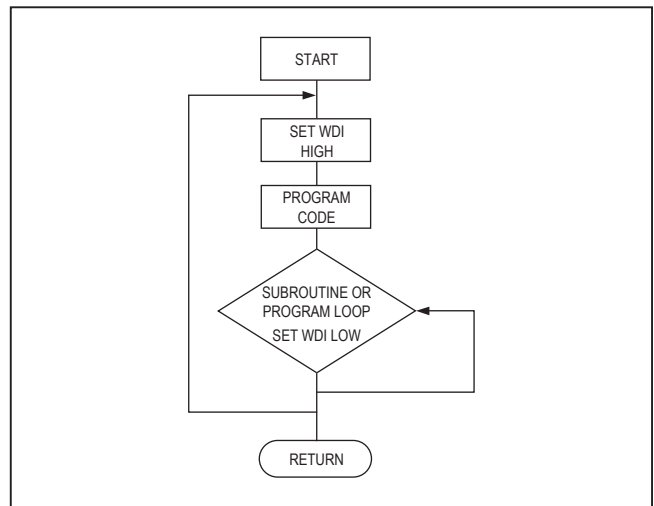 START
SET WDI
HIGH
PROGRAM
CODE
SUBROUTINE OR
PROGRAM LOOP
SET WDI LOW
RETURN